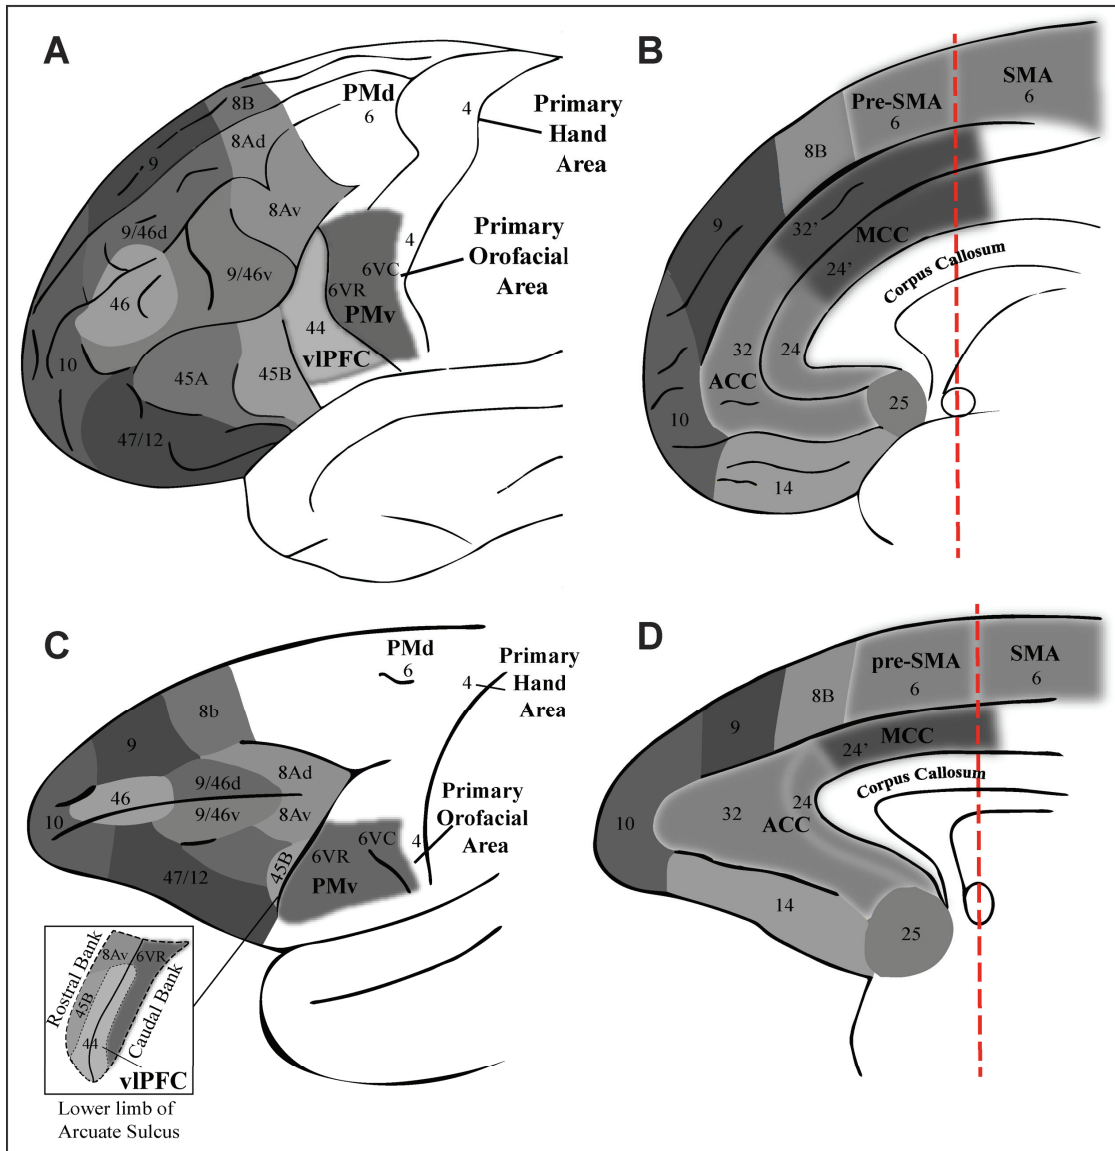 A
8B
PMd
6
4
Primary
Hand
Area
9
8Ad
8Av
9/46d
9/46v
4
Primary
Orofacial
Area
46
6VC
6VR
PMv
44
vlPFC
10
45A
45B
47/12
B
SMA
6
Pre-SMA
6
8B
9
32’
MCC
24’
Corpus Callosum
32
24
ACC
25
10
14
C
PMd
6
4
Primary
Hand
Area
8b
9
8Ad
9/46d
46
9/46v
8Av
10
Primary
Orofacial
Area
4
6VC
6VR
PMv
45B
47/12
Rostral Bank
8Av
6VR
45B
Caudal Bank
44
vlPFC
Lower limb of
Arcuate Sulcus
D
pre-SMA
6
SMA
6
8B
9
MCC
24’
Corpus Callosum
24
32
ACC
10
14
25